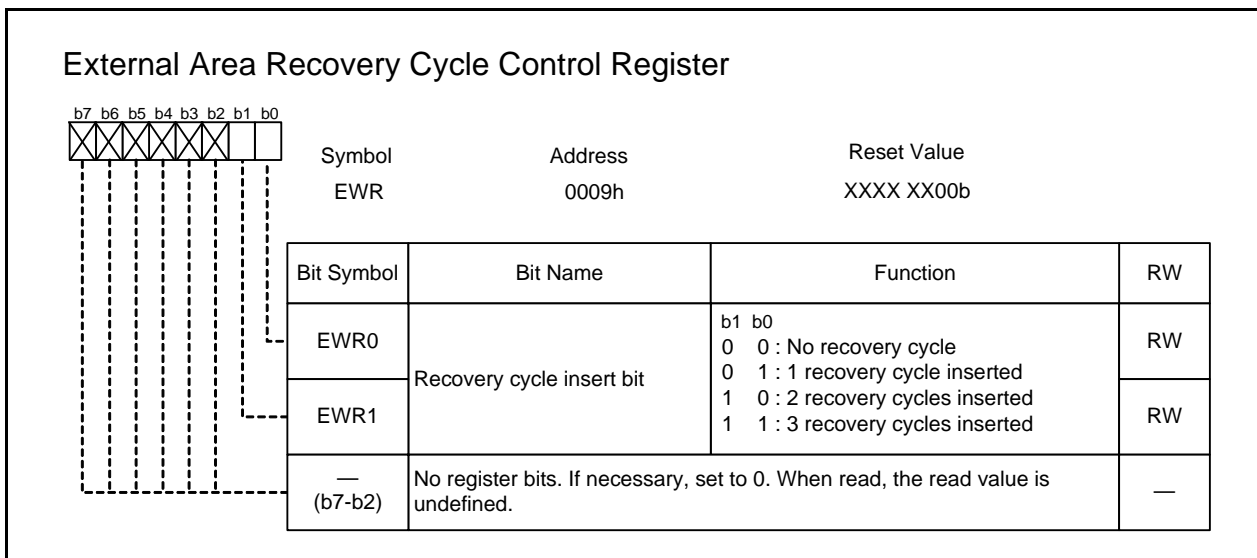 External Area Recovery Cycle Control Register
b7 b6 b5 b4 b3 b2 b1 b0
Symbol Address Reset Value
EWR 0009h XXXX XX00b
Bit Symbol Bit Name Function RW
EWR0 RW
EWR1 RW
Recovery cycle insert bit
b1 b0
0 0 : No recovery cycle
0 1 : 1 recovery cycle inserted
1 0 : 2 recovery cycles inserted
1 1 : 3 recovery cycles inserted
—
(b7-b2)
No register bits. If necessary, set to 0. When read, the read value is
undefined.
—